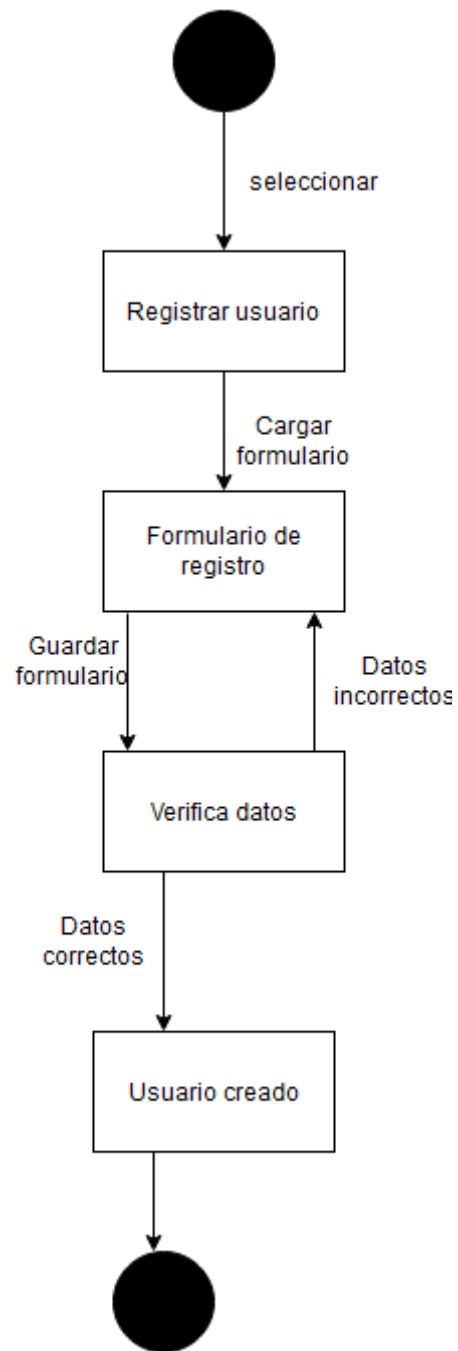 seleccionar
Registrar usuario
Cargar
formulario
Formulario de
registro
Guardar
formulario
Datos
incorrectos
Verifica datos
Datos
correctos
Usuario creado